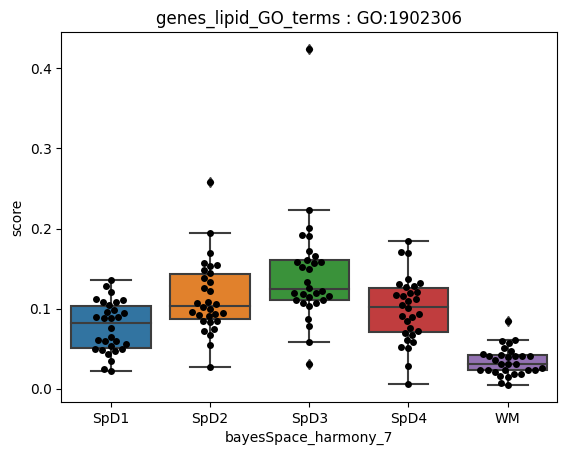 genes_lipid_GO_terms : GO:1902306
0.4
0.3
0.2
0.1
0.0
score
SpD1 SpD2 SpD3 SpD4 WM
bayesSpace_harmony_7